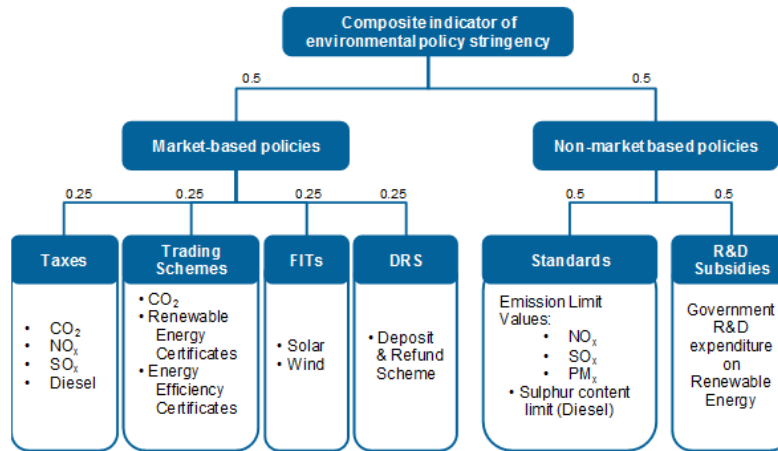 Composite indicator of
environmental policy stringency
0.5
0.5
Market-based policies
Non-market based policies
0.25
0.25
0.25
0.25
0.5
0.5
Taxes
Trading
Schemes
FITs
DRS
Standards
R&D
Subsidies
• CO₂
• NOₓ
• SOₓ
• Diesel
• CO₂
• Renewable
Energy
Certificates
• Energy
Efficiency
Certificates
• Solar
• Wind
• Deposit
& Refund
Scheme
Emission Limit
Values:
• NOₓ
• SOₓ
• PMₓ
• Sulphur content
limit (Diesel)
Government
R&D
expenditure
on
Renewable
Energy